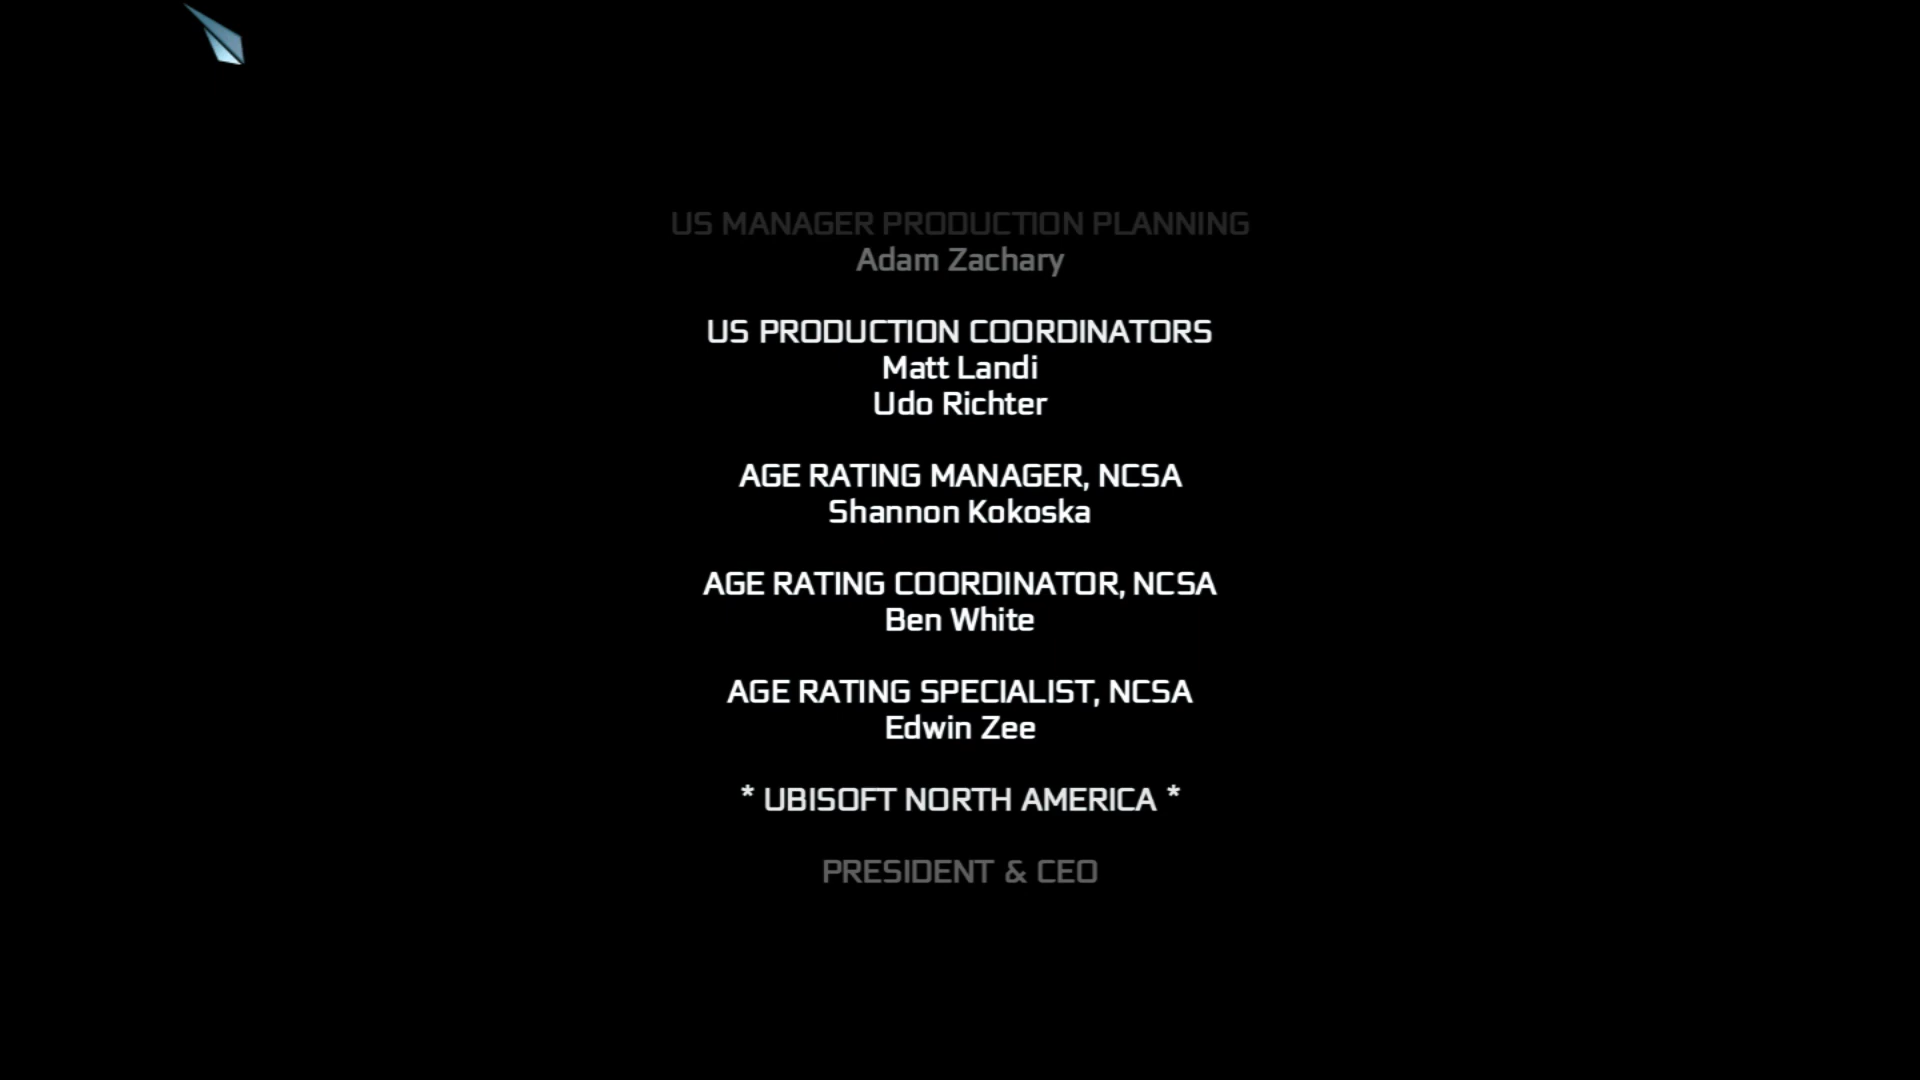 US MANAGER PRODUCTION PLANNING
Adam Zachary
US PRODUCTION COORDINATORS
Matt Landi
Udo Richter
AGE RATING MANAGER, NCSA
Shannon Kokoska
AGE RATING COORDINATOR, NCSA
Ben White
AGE RATING SPECIALIST, NCSA
Edwin Zee
* UBISOFT NORTH AMERICA *
PRESIDENT & CEO